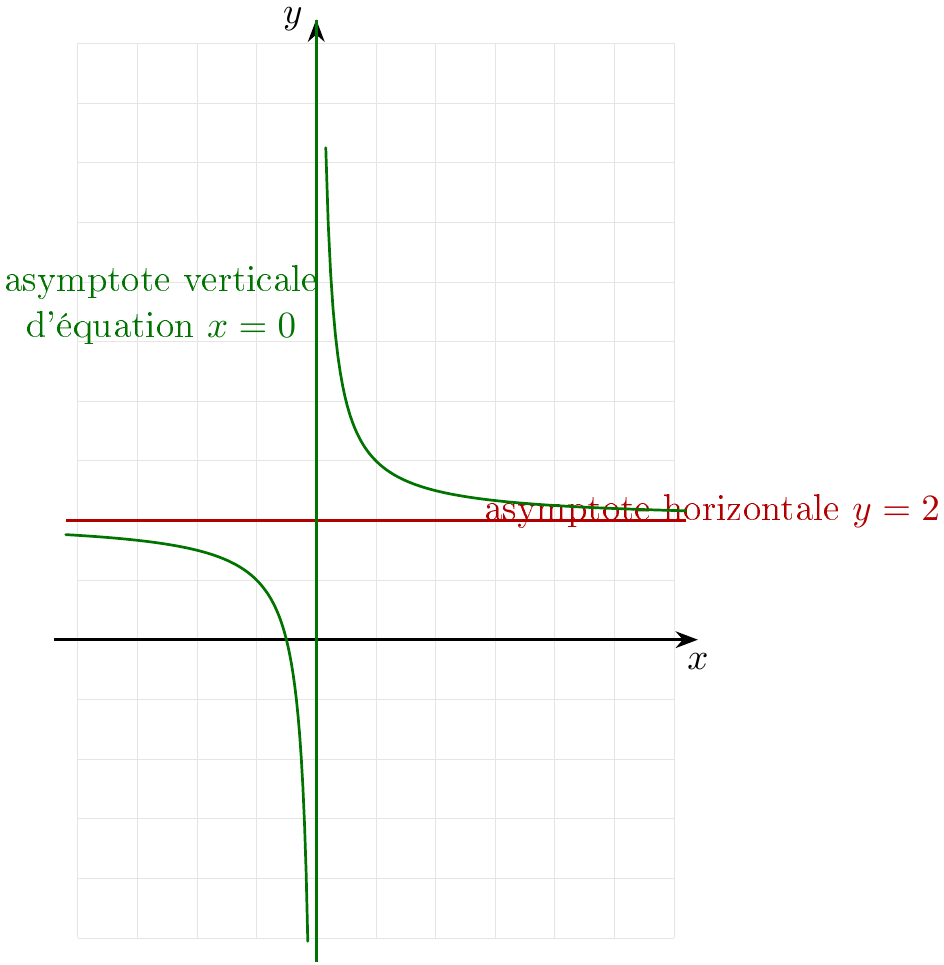 y
asymptote verticale
d'équation x = 0
asymptote horizontale y = 2
x